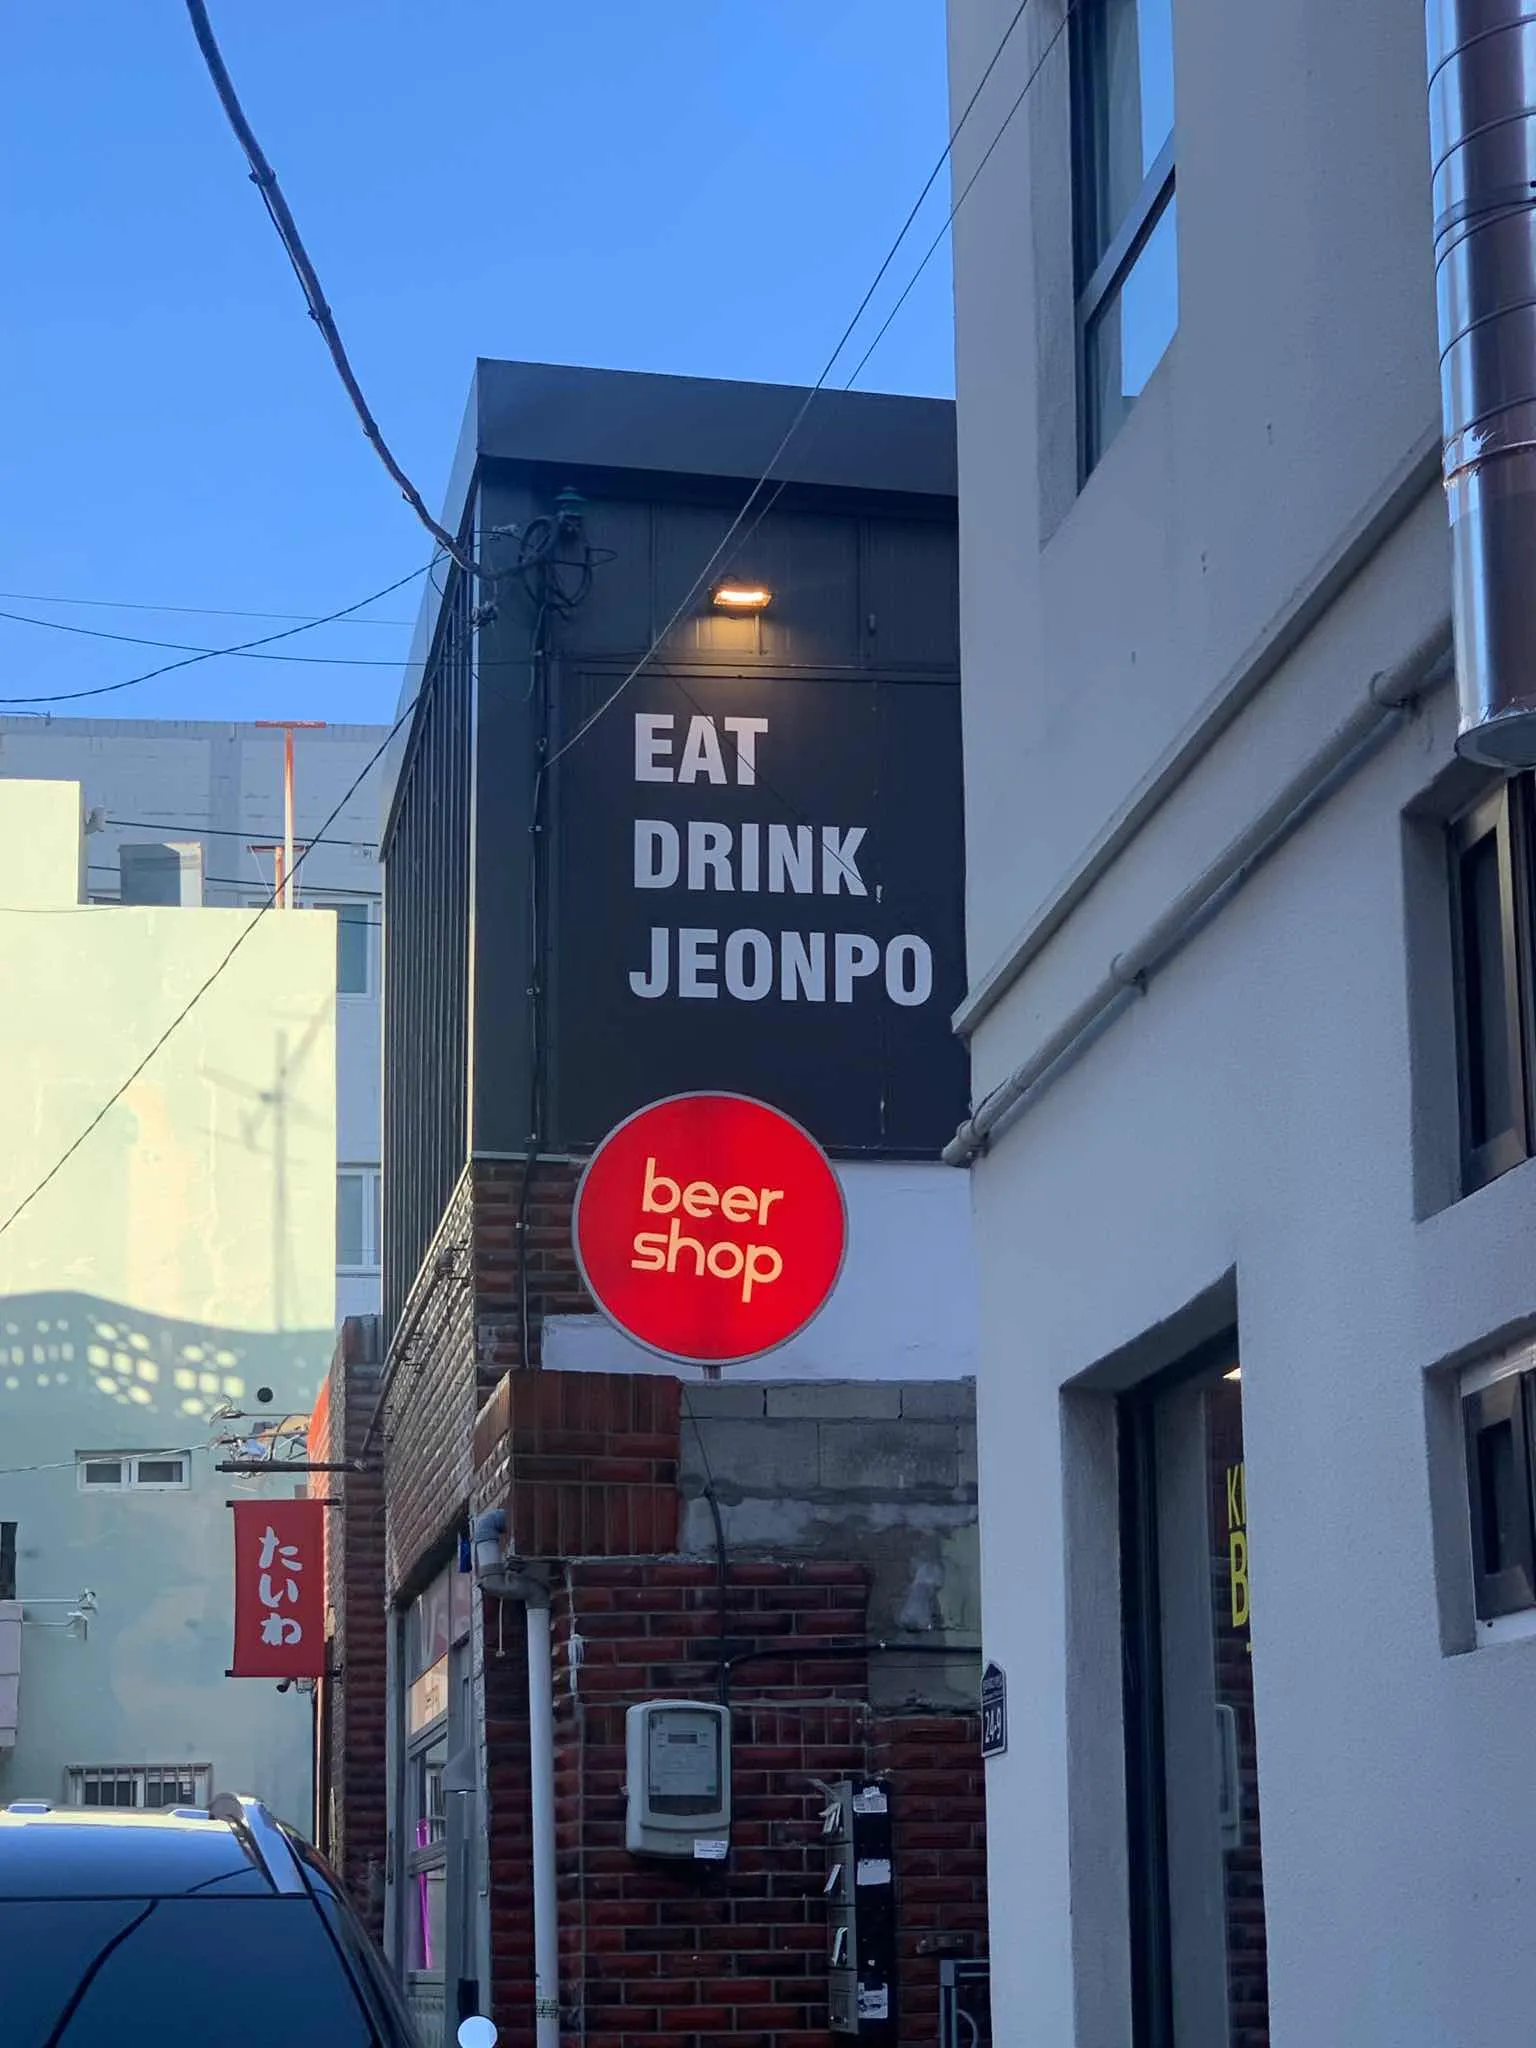 EAT
DRINK,
JEONPO
beer
shop
たいわ
24-9